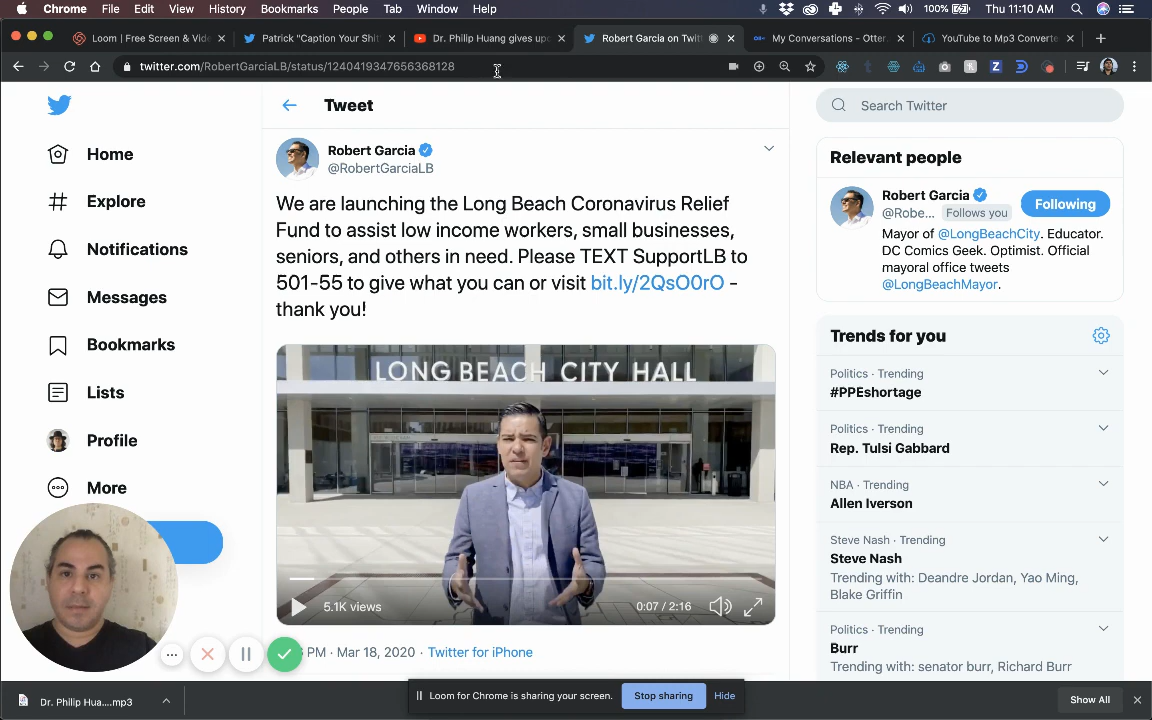 Chrome File Edit View History Bookmarks People Tab Window Help 100% Thu 11:10 AM
Loom | Free Screen & Vide
Patrick "Caption Your Shit
Dr. Philip Huang gives upd
Robert Garcia on Twitt
My Conversations - Otter.
YouTube to Mp3 Converte
twitter.com/RobertGarciaLB/status/1240419347656368128
Home
Explore
Notifications
Messages
Bookmarks
Lists
Profile
More
Tweet
Robert Garcia
@RobertGarciaLB
We are launching the Long Beach Coronavirus Relief
Fund to assist low income workers, small businesses,
seniors, and others in need. Please TEXT SupportLB to
501-55 to give what you can or visit bit.ly/2QsO0rO -
thank you!
LONG BEACH CITY HALL
5.1K views
0:07 / 2:16
PM · Mar 18, 2020 · Twitter for iPhone
Search Twitter
Relevant people
Robert Garcia
@Robe... Follows you
Following
Mayor of @LongBeachCity. Educator.
DC Comics Geek. Optimist. Official
mayoral office tweets
@LongBeachMayor.
Trends for you
Politics · Trending
#PPEshortage
Politics · Trending
Rep. Tulsi Gabbard
NBA · Trending
Allen Iverson
Steve Nash · Trending
Steve Nash
Trending with: Deandre Jordan, Yao Ming,
Blake Griffin
Politics · Trending
Burr
Trending with: senator burr, Richard Burr
Dr. Philip Hua....mp3
Loom for Chrome is sharing your screen.
Stop sharing
Hide
Show All